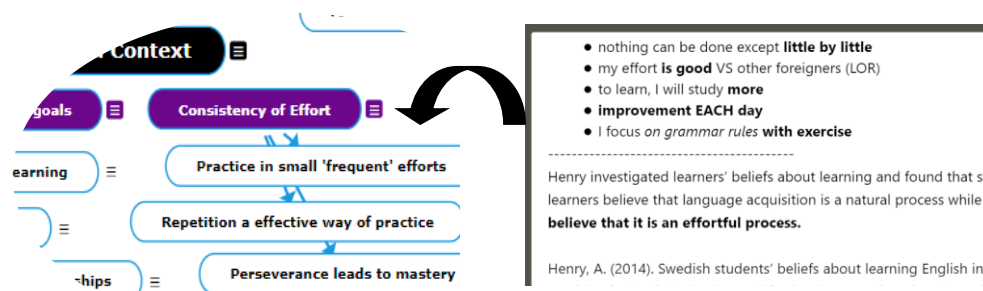 Context
goals
Consistency of Effort
earning
Practice in small 'frequent' efforts
Repetition a effective way of practice
ships
Perseverance leads to mastery
nothing can be done except little by little
my effort is good VS other foreigners (LOR)
to learn, I will study more
improvement EACH day
I focus on grammar rules with exercise
------------------------------------------
Henry investigated learners' beliefs about learning and found that s
learners believe that language acquisition is a natural process while
believe that it is an effortful process.
Henry, A. (2014). Swedish students' beliefs about learning English in